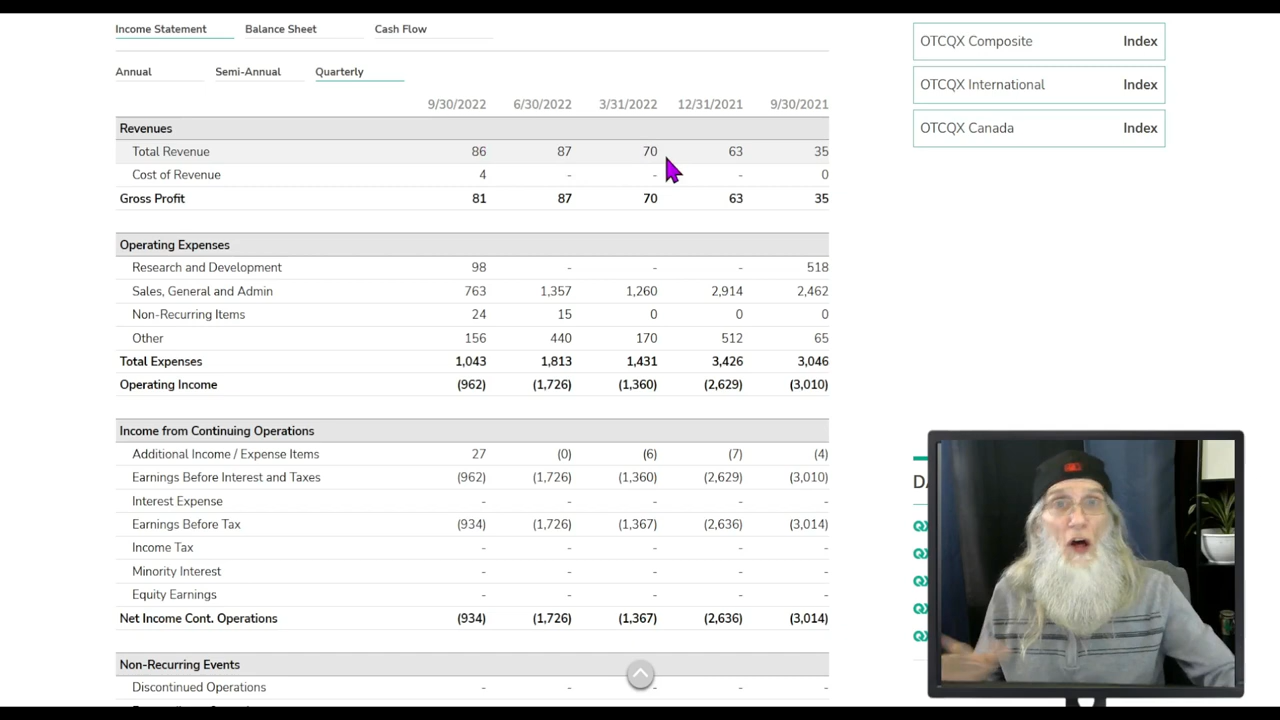 Income Statement Balance Sheet Cash Flow
Annual Semi-Annual Quarterly
9/30/2022 6/30/2022 3/31/2022 12/31/2021 9/30/2021
Revenues
Total Revenue 86 87 70 63 35
Cost of Revenue 4 - - - 0
Gross Profit 81 87 70 63 35
Operating Expenses
Research and Development 98 - - - 518
Sales, General and Admin 763 1,357 1,260 2,914 2,462
Non-Recurring Items 24 15 0 0 0
Other 156 440 170 512 65
Total Expenses 1,043 1,813 1,431 3,426 3,046
Operating Income (962) (1,726) (1,360) (2,629) (3,010)
Income from Continuing Operations
Additional Income / Expense Items 27 (0) (6) (7) (4)
Earnings Before Interest and Taxes (962) (1,726) (1,360) (2,629) (3,010)
Interest Expense - - - - -
Earnings Before Tax (934) (1,726) (1,367) (2,636) (3,014)
Income Tax - - - - -
Minority Interest - - - - -
Equity Earnings - - - - -
Net Income Cont. Operations (934) (1,726) (1,367) (2,636) (3,014)
Non-Recurring Events
Discontinued Operations - - - - -
OTCQX Composite Index
OTCQX International Index
OTCQX Canada Index